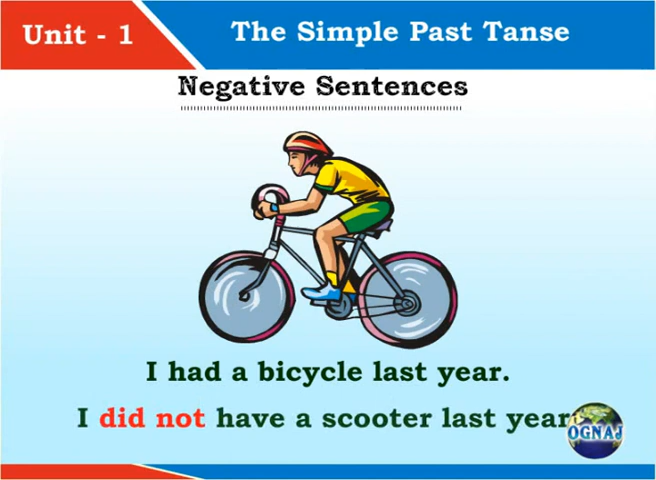 Unit - 1
The Simple Past Tanse
Negative Sentences
I had a bicycle last year.
I did not have a scooter last year
OGNAJ